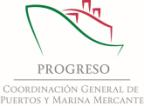 PROGRESO
COORDINACIÓN GENERAL DE
PUERTOS Y MARINA MERCANTE